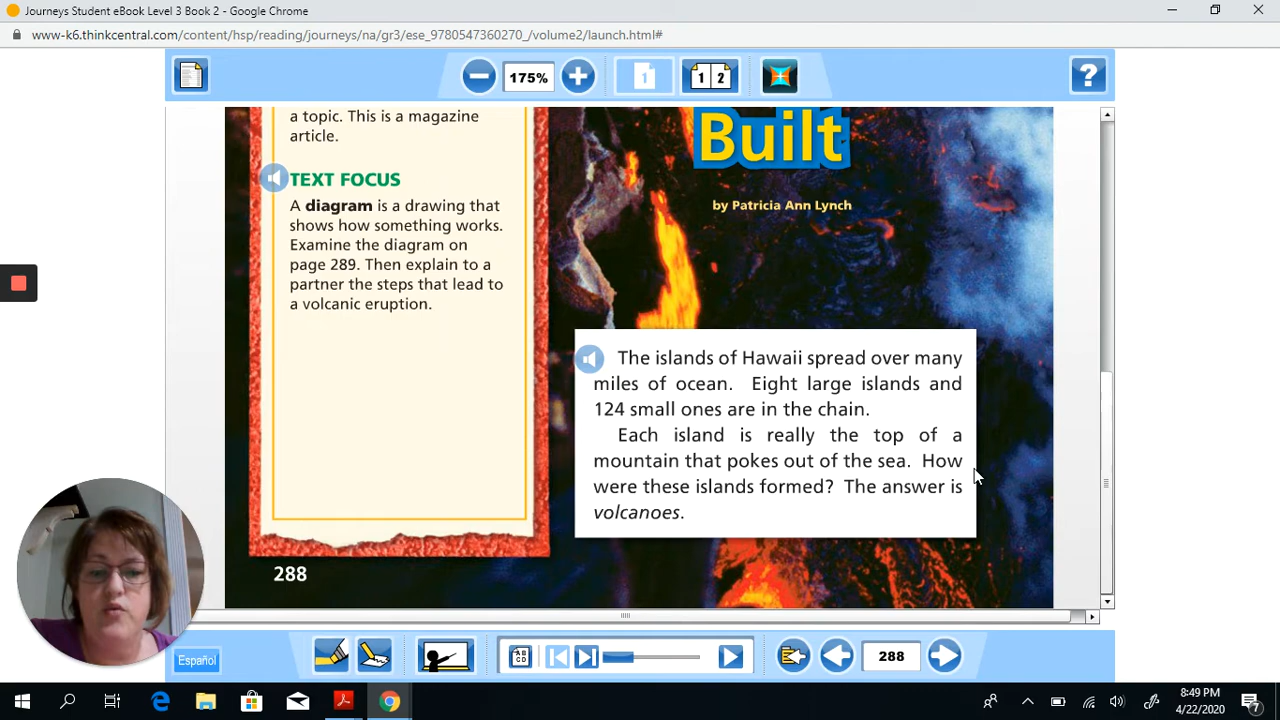 Journeys Student eBook Level 3 Book 2 - Google Chrome
www-k6.thinkcentral.com/content/hsp/reading/journeys/na/gr3/ese_9780547360270_/volume2/launch.html#
175%
1
1 2
?
a topic. This is a magazine
article.
TEXT FOCUS
A diagram is a drawing that
shows how something works.
Examine the diagram on
page 289. Then explain to a
partner the steps that lead to
a volcanic eruption.
288
Built
by Patricia Ann Lynch
The islands of Hawaii spread over many
miles of ocean. Eight large islands and
124 small ones are in the chain.
Each island is really the top of a
mountain that pokes out of the sea. How
were these islands formed? The answer is
volcanoes.
Español
AB
CD
288
8:49 PM
4/22/2020
7